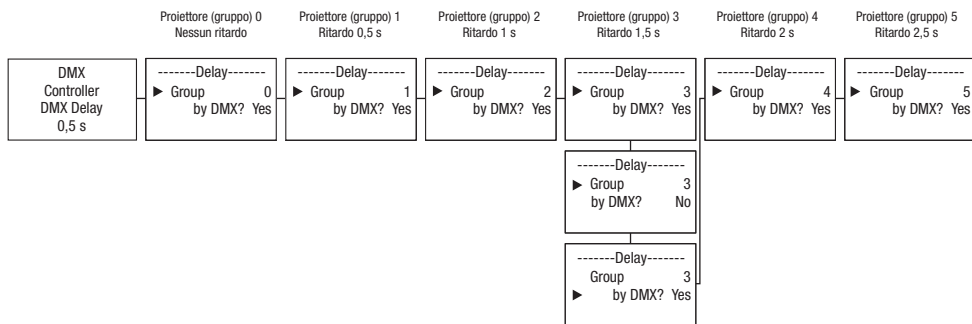 Proiettore (gruppo) 0
Nessun ritardo
Proiettore (gruppo) 1
Ritardo 0,5 s
Proiettore (gruppo) 2
Ritardo 1 s
Proiettore (gruppo) 3
Ritardo 1,5 s
Proiettore (gruppo) 4
Ritardo 2 s
Proiettore (gruppo) 5
Ritardo 2,5 s
DMX
Controller
DMX Delay
0,5 s
-------Delay-------
▶ Group 0
by DMX? Yes
-------Delay-------
▶ Group 1
by DMX? Yes
-------Delay-------
▶ Group 2
by DMX? Yes
-------Delay-------
▶ Group 3
by DMX? Yes
-------Delay-------
▶ Group 4
by DMX? Yes
-------Delay-------
▶ Group 5
by DMX? Yes
-------Delay-------
▶ Group 3
by DMX? No
-------Delay-------
Group 3
▶ by DMX? Yes